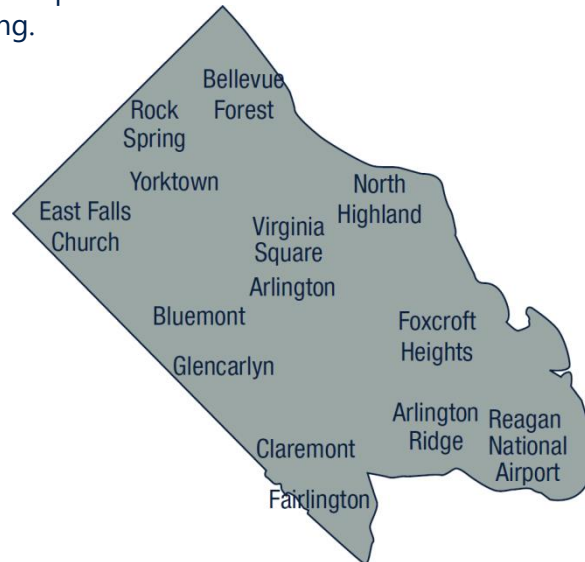 ng.
Bellevue
Forest
Rock
Spring
Yorktown
North
Highland
East Falls
Church
Virginia
Square
Arlington
Bluemont
Foxcroft
Heights
Glencarlyn
Arlington
Ridge
Reagan
National
Airport
Claremont
Fairlington